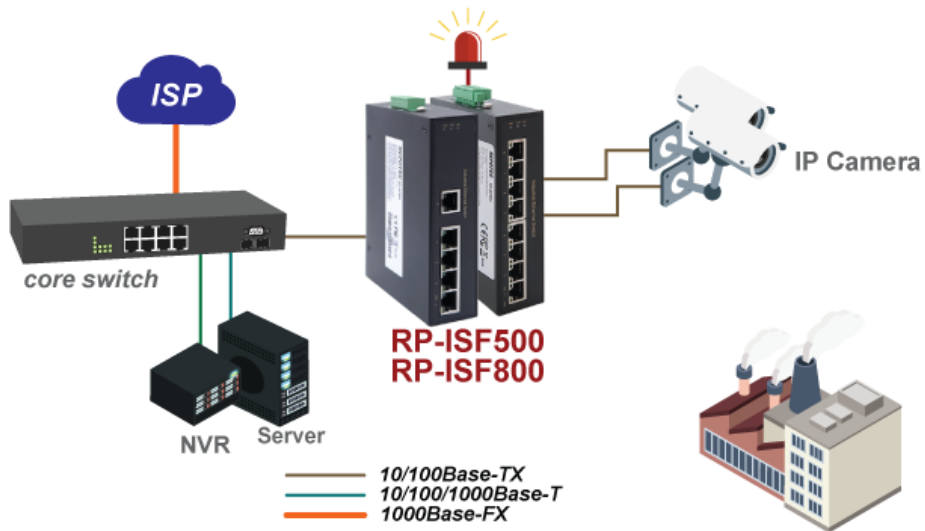 ISP
IP Camera
core switch
RP-ISF500
RP-ISF800
NVR
Server
10/100Base-TX
10/100/1000Base-T
1000Base-FX